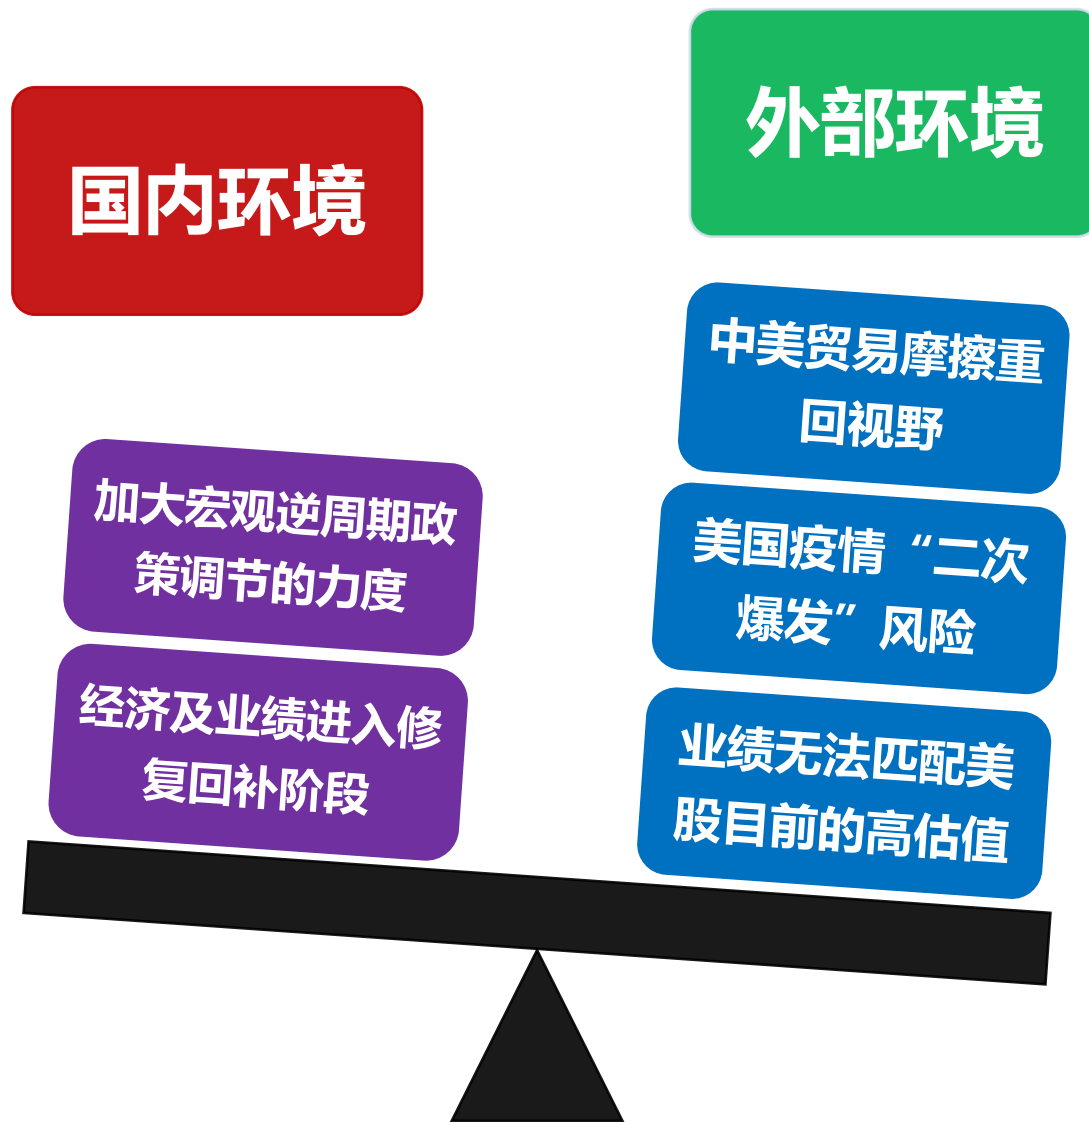 国内环境
加大宏观逆周期政
策调节的力度
经济及业绩进入修
复回补阶段
外部环境
中美贸易摩擦重
回视野
美国疫情“二次
爆发”风险
业绩无法匹配美
股目前的高估值